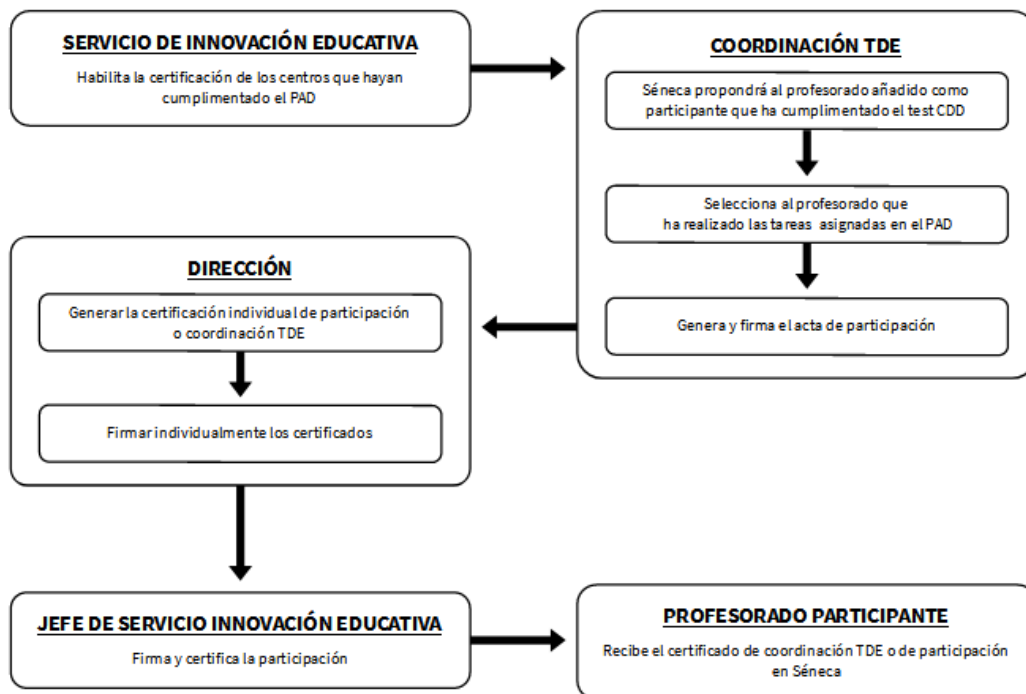 SERVICIO DE INNOVACIÓN EDUCATIVA
Habilita la certificación de los centros que hayan
cumplimentado el PAD
COORDINACIÓN TDE
Séneca propondrá al profesorado añadido como
participante que ha cumplimentado el test CDD
Selecciona al profesorado que
ha realizado las tareas asignadas en el PAD
Genera y firma el acta de participación
DIRECCIÓN
Generar la certificación individual de participación
o coordinación TDE
Firmar individualmente los certificados
JEFE DE SERVICIO INNOVACIÓN EDUCATIVA
Firma y certifica la participación
PROFESORADO PARTICIPANTE
Recibe el certificado de coordinación TDE o de participación
en Séneca